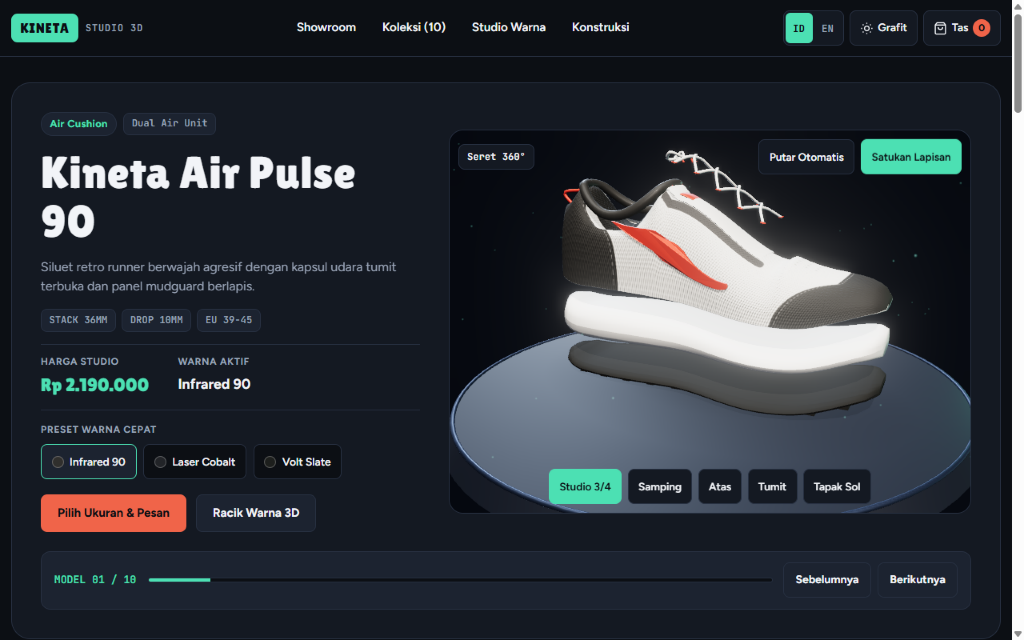 KINETA
STUDIO 3D
Showroom
Koleksi (10)
Studio Warna
Konstruksi
ID
EN
Grafit
Tas
0
Air Cushion
Dual Air Unit
Kineta Air Pulse
90
Siluet retro runner berwajah agresif dengan kapsul udara tumit
terbuka dan panel mudguard berlapis.
STACK 36MM
DROP 10MM
EU 39-45
HARGA STUDIO
WARNA AKTIF
Rp 2.190.000
Infrared 90
PRESET WARNA CEPAT
Infrared 90
Laser Cobalt
Volt Slate
Pilih Ukuran & Pesan
Racik Warna 3D
Seret 360°
Putar Otomatis
Satukan Lapisan
Studio 3/4
Samping
Atas
Tumit
Tapak Sol
MODEL 01 / 10
Sebelumnya
Berikutnya